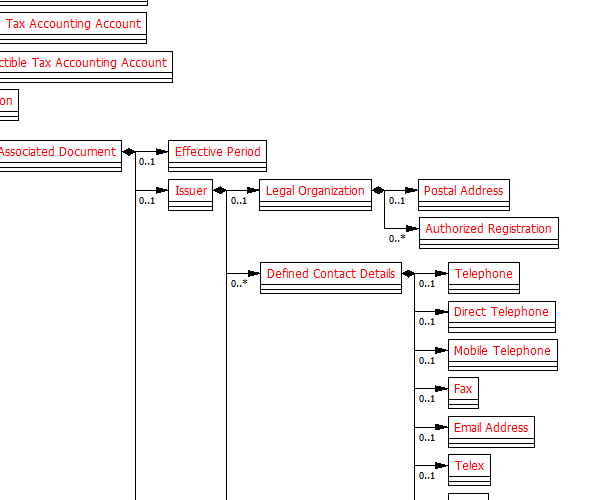 Tax Accounting Account
ctible Tax Accounting Account
on
Associated Document
0..1
Effective Period
0..1
Issuer
0..1
Legal Organization
0..1
Postal Address
0..*
Authorized Registration
0..*
Defined Contact Details
0..1
Telephone
0..1
Direct Telephone
0..1
Mobile Telephone
0..1
Fax
0..1
Email Address
0..1
Telex